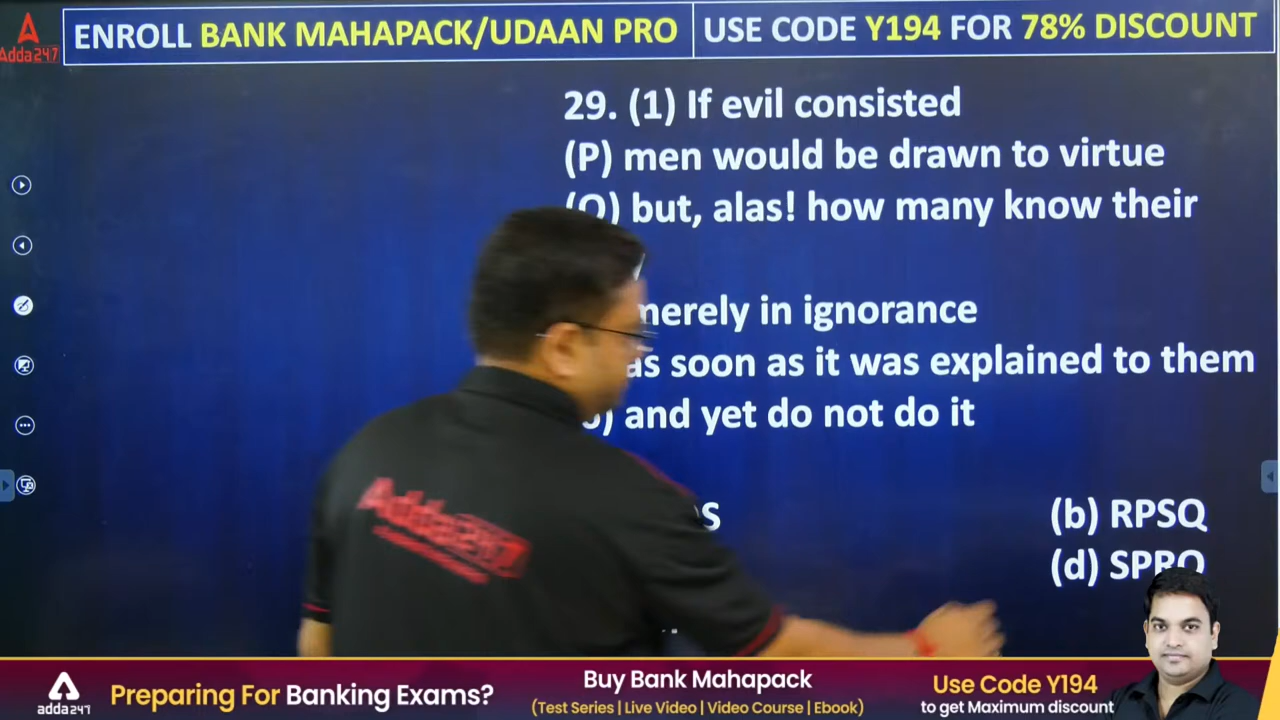 ENROLL BANK MAHAPACK/UDAAN PRO
USE CODE Y194 FOR 78% DISCOUNT
Adda247
29. (1) If evil consisted
(P) men would be drawn to virtue
(Q) but, alas! how many know their
merely in ignorance
as soon as it was explained to them
and yet do not do it
S
(b) RPSQ
(d) SPRQ
Adda247
adda247
Preparing For Banking Exams?
Buy Bank Mahapack
(Test Series | Live Video | Video Course | Ebook)
Use Code Y194
to get Maximum discount